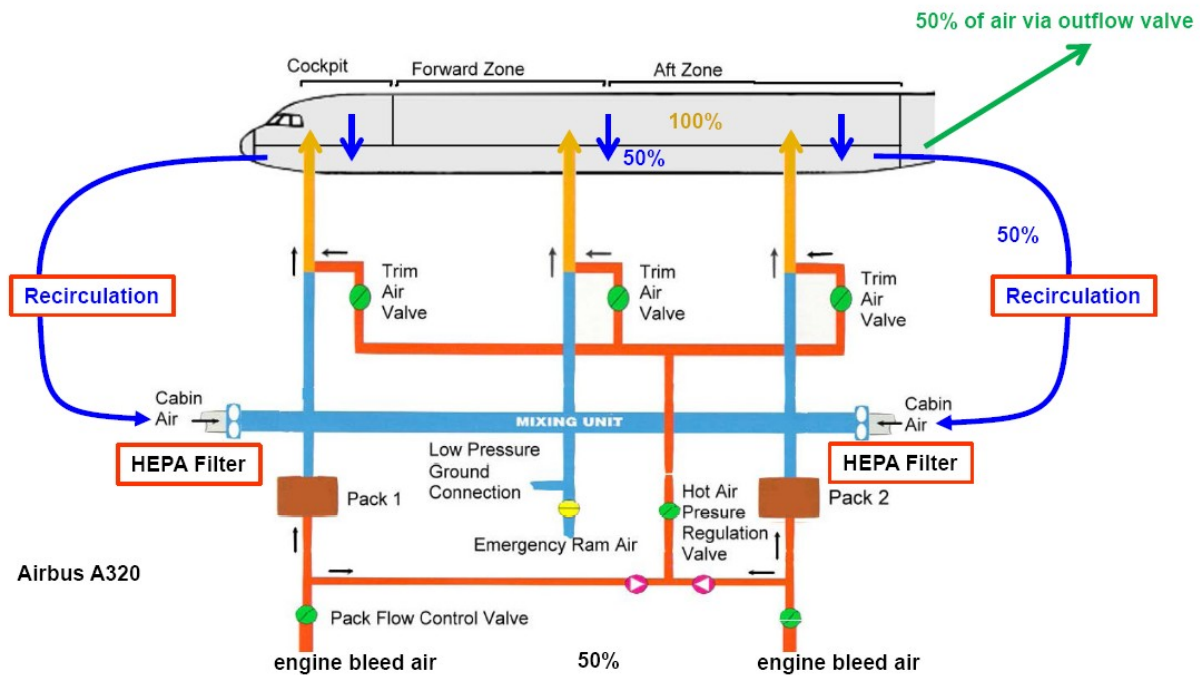 50% of air via outflow valve
Cockpit
Forward Zone
Aft Zone
100%
50%
50%
Recirculation
Recirculation
Trim
Air
Valve
Trim
Air
Valve
Trim
Air
Valve
Cabin
Air
MIXING UNIT
Cabin
Air
HEPA Filter
HEPA Filter
Low Pressure
Ground
Connection
Pack 1
Hot Air
Presure
Regulation
Valve
Pack 2
Emergency Ram Air
Airbus A320
Pack Flow Control Valve
engine bleed air
50%
engine bleed air